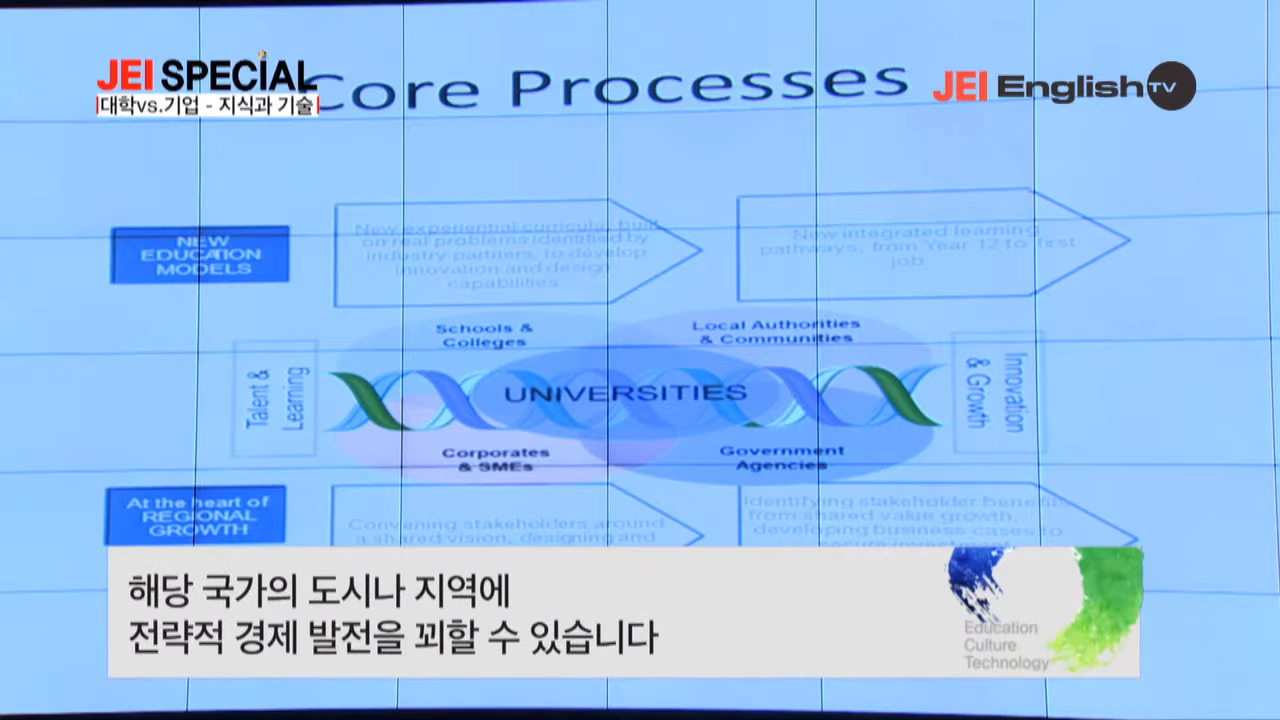 JEI SPECIAL
대학vs.기업 - 지식과 기술
JEI English TV
Core Processes
NEW
EDUCATION
MODELS
New experiential curricular built
on real problems identified by
industry partners, to develop
innovation and design
capabilities
New integrated learning
pathways, from Year 12 to first
job
Schools &
Colleges
Local Authorities
& Communities
Talent &
Learning
UNIVERSITIES
Innovation
& Growth
Corporates
& SMEs
Government
Agencies
At the heart of
REGIONAL
GROWTH
Convening stakeholders around
a shared vision, designing and
Identifying stakeholder benefits
from shared value growth,
developing business cases to
secure investment
해당 국가의 도시나 지역에
전략적 경제 발전을 꾀할 수 있습니다
Education
Culture
Technology